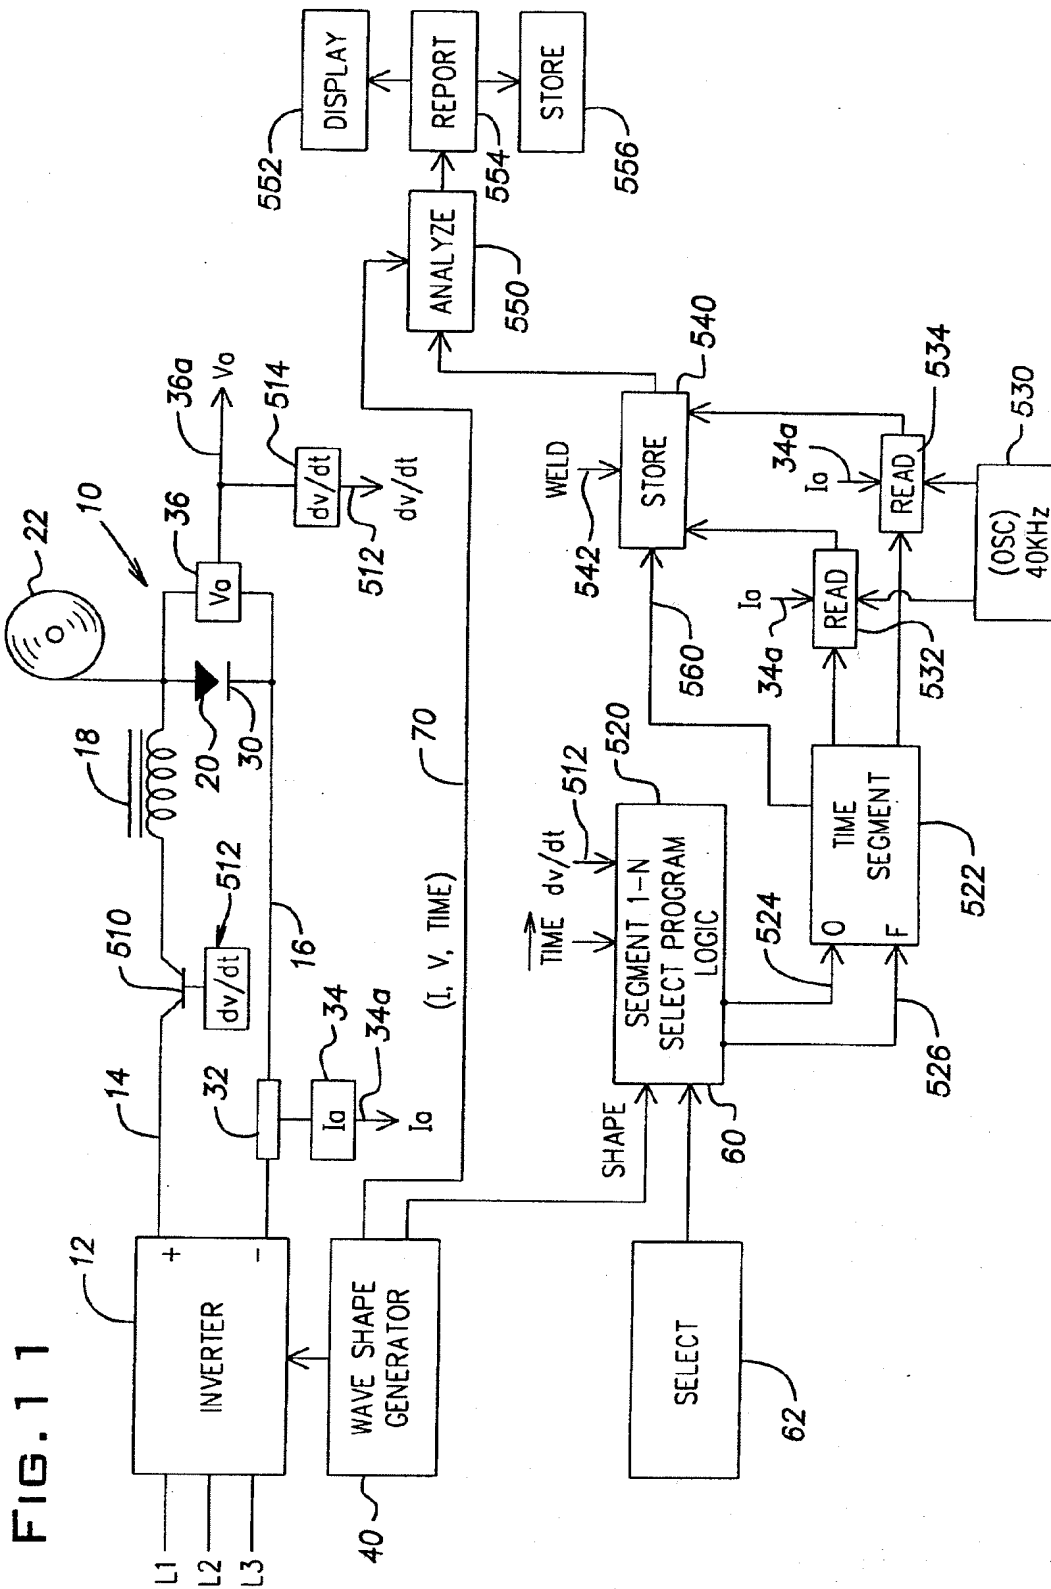 FIG. 11
L1
L2
L3
12
INVERTER
+
-
14
510
dv/dt
512
18
22
10
20
30
36
Va
36a
Va
514
dv/dt
512
dv/dt
16
32
34
Ia
34a
Ia
40
WAVE SHAPE
GENERATOR
70
(I, V, TIME)
SHAPE
552
DISPLAY
REPORT
554
STORE
556
ANALYZE
550
62
SELECT
60
TIME
dv/dt
512
520
SEGMENT 1-N
SELECT PROGRAM
LOGIC
524
526
O
F
TIME
SEGMENT
522
560
542
WELD
STORE
540
Ia
34a
READ
532
Ia
34a
READ
534
530
(OSC)
40KHz